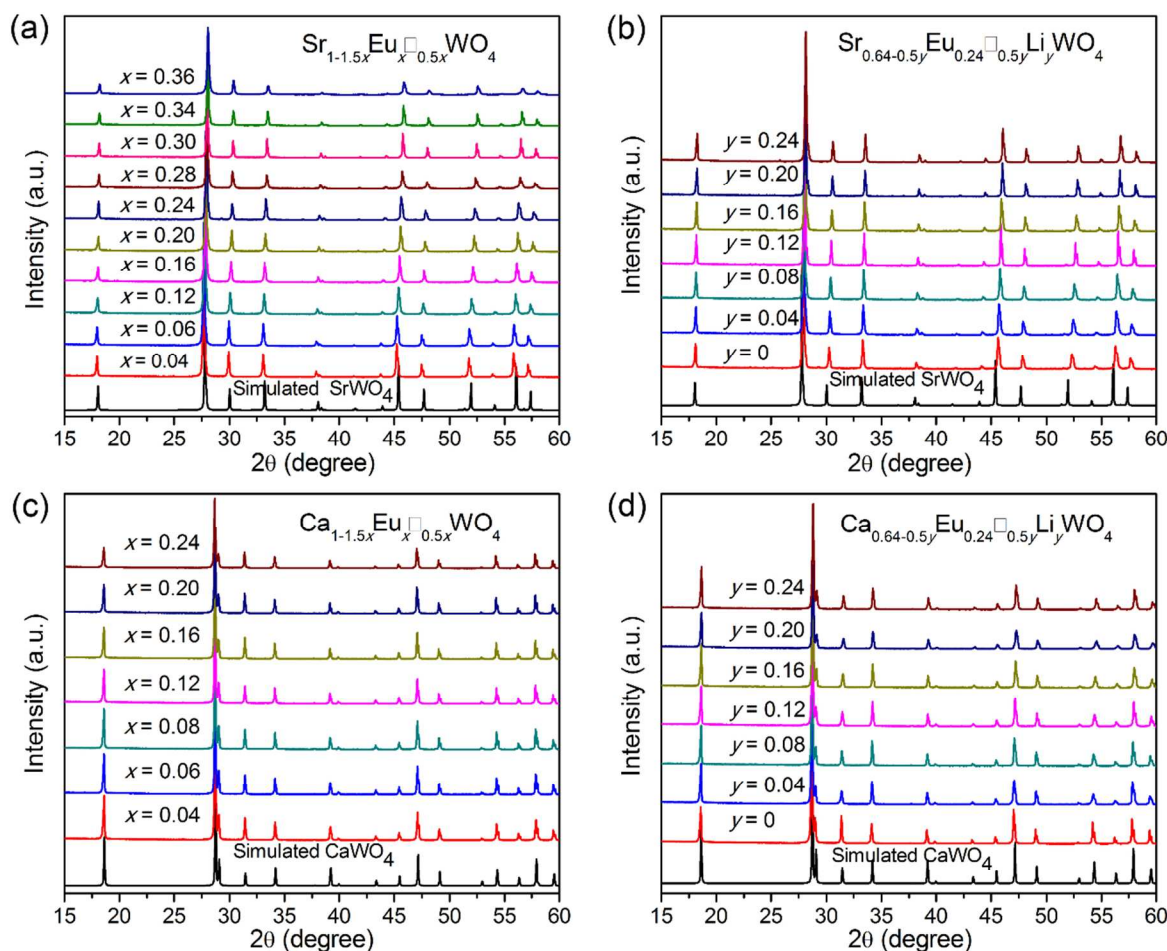 (a)
Sr1-1.5xEux□0.5xWO4
x = 0.36
x = 0.34
x = 0.30
x = 0.28
x = 0.24
x = 0.20
x = 0.16
x = 0.12
x = 0.06
x = 0.04
Simulated SrWO4
Intensity (a.u.)
15 20 25 30 35 40 45 50 55 60
2θ (degree)
(b)
Sr0.64-0.5yEu0.24□0.5yLiyWO4
y = 0.24
y = 0.20
y = 0.16
y = 0.12
y = 0.08
y = 0.04
y = 0
Simulated SrWO4
Intensity (a.u.)
15 20 25 30 35 40 45 50 55 60
2θ (degree)
(c)
Ca1-1.5xEux□0.5xWO4
x = 0.24
x = 0.20
x = 0.16
x = 0.12
x = 0.08
x = 0.06
x = 0.04
Simulated CaWO4
Intensity (a.u.)
15 20 25 30 35 40 45 50 55 60
2θ (degree)
(d)
Ca0.64-0.5yEu0.24□0.5yLiyWO4
y = 0.24
y = 0.20
y = 0.16
y = 0.12
y = 0.08
y = 0.04
y = 0
Simulated CaWO4
Intensity (a.u.)
15 20 25 30 35 40 45 50 55 60
2θ (degree)